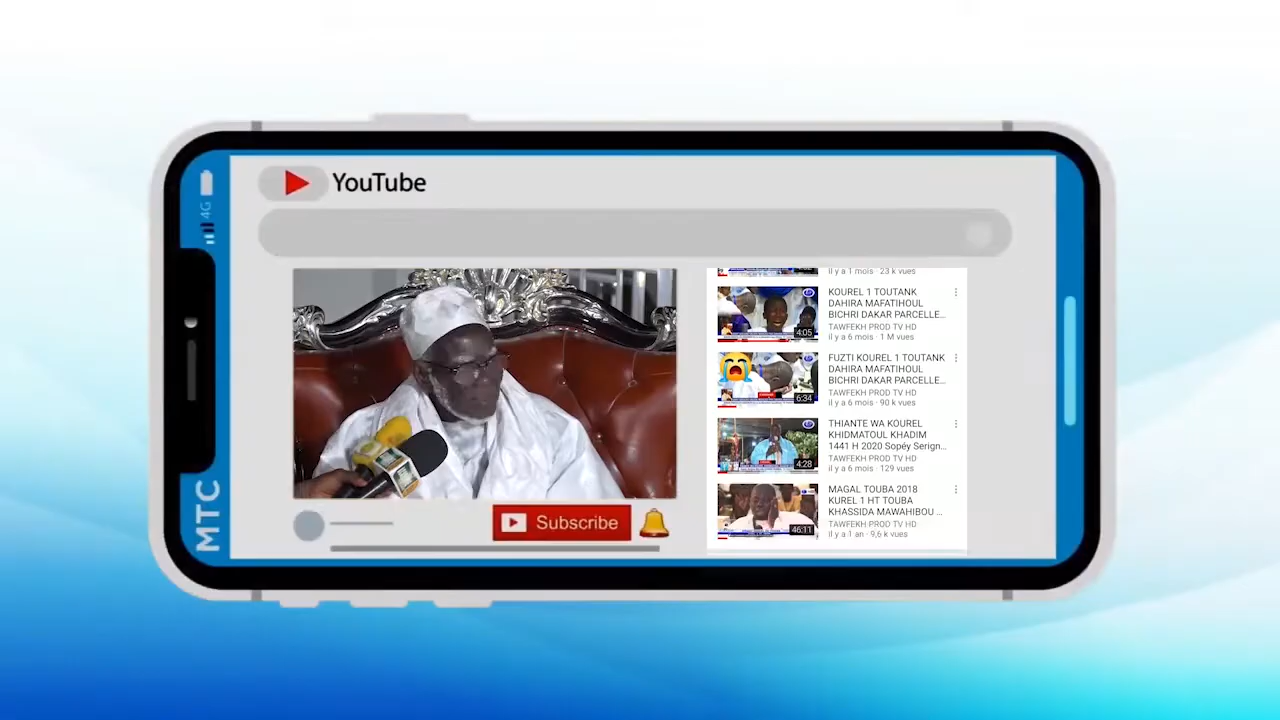 YouTube
4G
MTC
Subscribe
il y a 1 mois · 23 k vues
KOUREL 1 TOUTANK
DAHIRA MAFATIHOUL
BICHRI DAKAR PARCELLE...
TAWFEKH PROD TV HD
il y a 6 mois · 1 M vues
4:05
FUZTI KOUREL 1 TOUTANK
DAHIRA MAFATIHOUL
BICHRI DAKAR PARCELLE...
TAWFEKH PROD TV HD
il y a 6 mois · 90 k vues
6:34
THIANTE WA KOUREL
KHIDMATOUL KHADIM
1441 H 2020 Sopéy Serign...
TAWFEKH PROD TV HD
il y a 6 mois · 129 vues
4:28
MAGAL TOUBA 2018
KUREL 1 HT TOUBA
KHASSIDA MAWAHIBOU ...
TAWFEKH PROD TV HD
il y a 1 an · 9,6 k vues
46:11